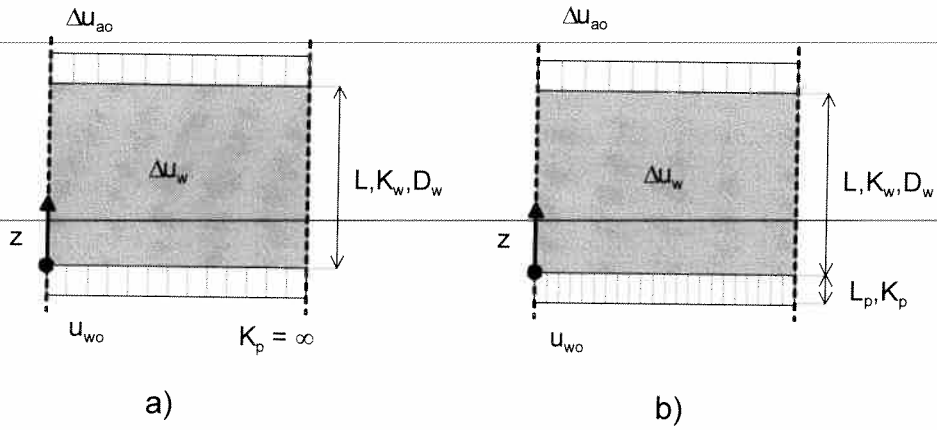 Δu_ao
Δu_w
L,K_w,D_w
z
u_wo
K_p = ∞
a)
Δu_ao
Δu_w
L,K_w,D_w
z
L_p,K_p
u_wo
b)